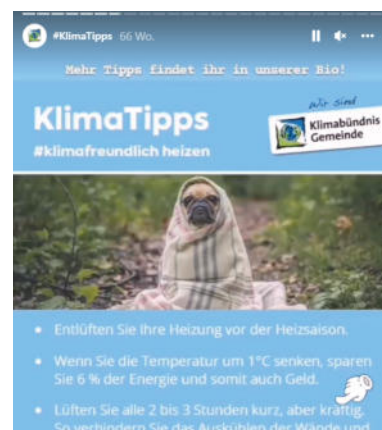 #KlimaTipps 66 Wo.
Mehr Tipps findet ihr in unserer Bio!
wir sind
Klimabündnis
Gemeinde
KlimaTipps
#klimafreundlich heizen
• Entlüften Sie Ihre Heizung vor der Heizsaison.
• Wenn Sie die Temperatur um 1°C senken, sparen
Sie 6 % der Energie und somit auch Geld.
• Lüften Sie alle 2 bis 3 Stunden kurz, aber kräftig.
So verhindern Sie das Auskühlen der Wände und